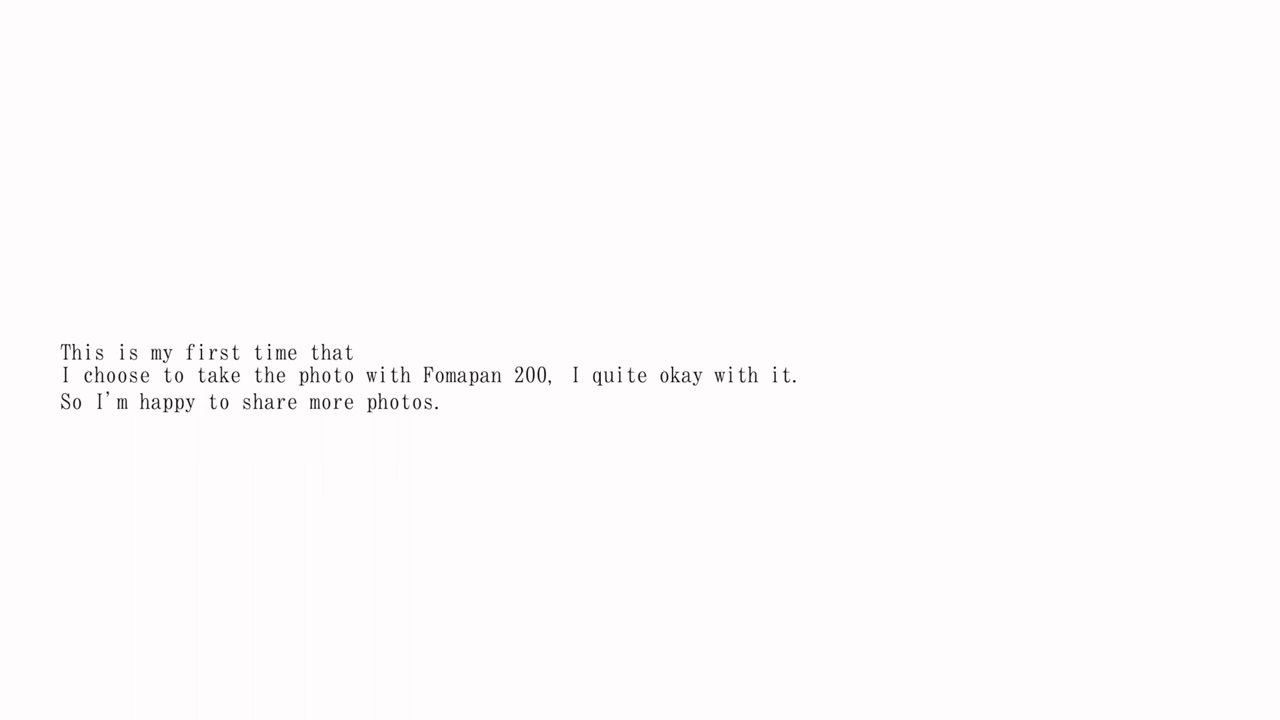 This is my first time that
I choose to take the photo with Fomapan 200, I quite okay with it.
So I'm happy to share more photos.